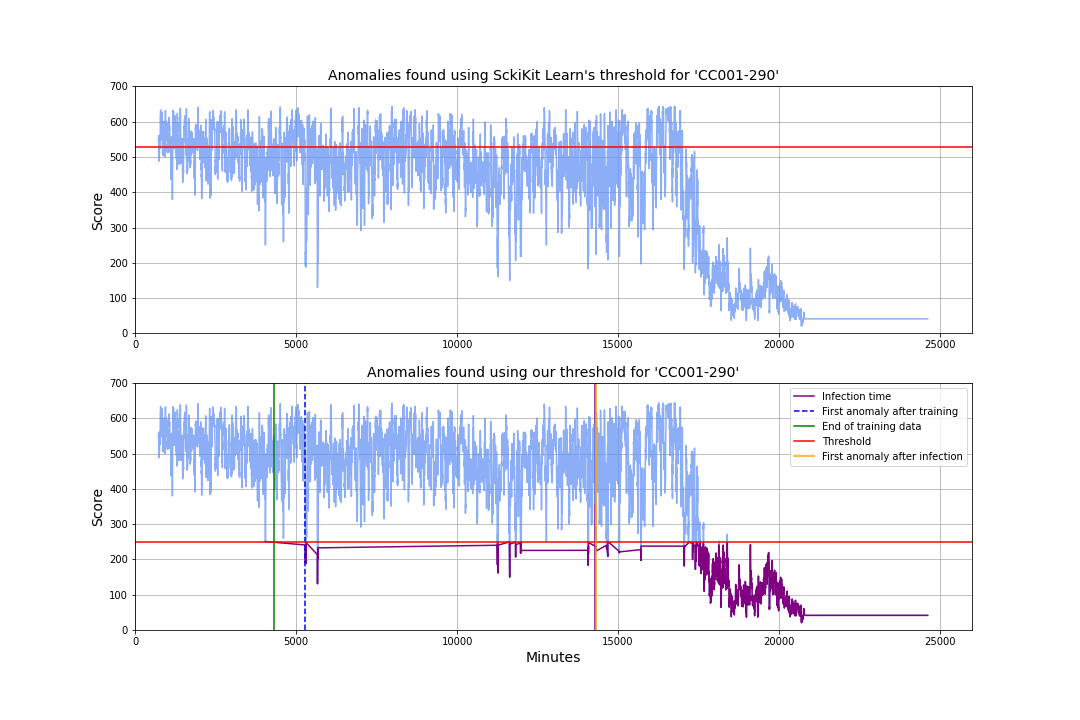 Anomalies found using SckiKit Learn's threshold for 'CC001-290'
700
600
500
400
300
200
100
0
Score
0 5000 10000 15000 20000 25000
Anomalies found using our threshold for 'CC001-290'
700
600
500
400
300
200
100
0
Score
Infection time
First anomaly after training
End of training data
Threshold
First anomaly after infection
0 5000 10000 15000 20000 25000
Minutes